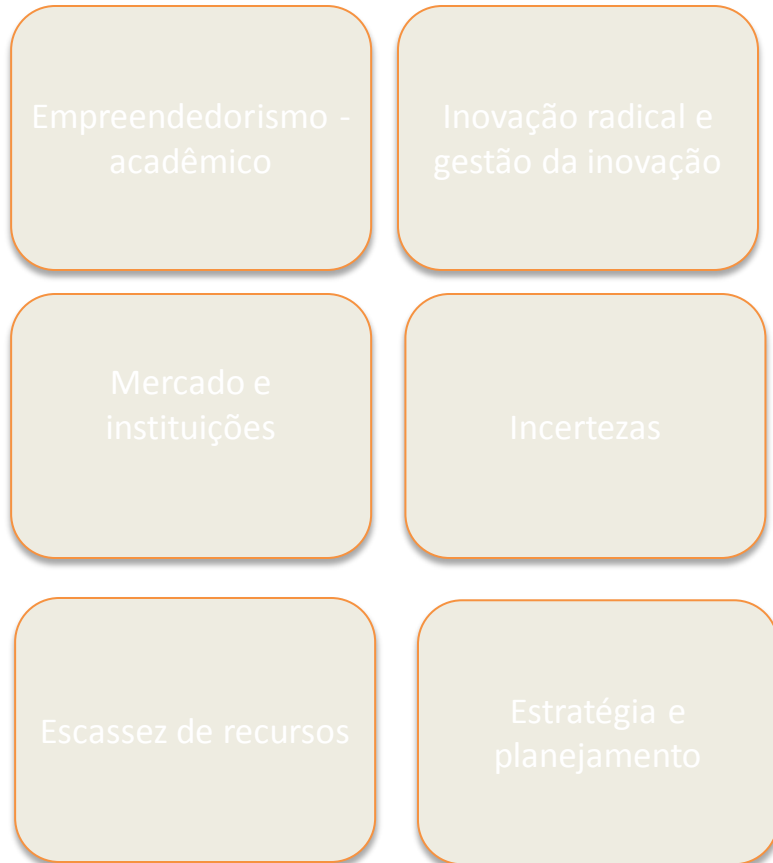 Empreendedorismo -
acadêmico
Inovação radical e
gestão da inovação
Mercado e
instituições
Incertezas
Escassez de recursos
Estratégia e
planejamento